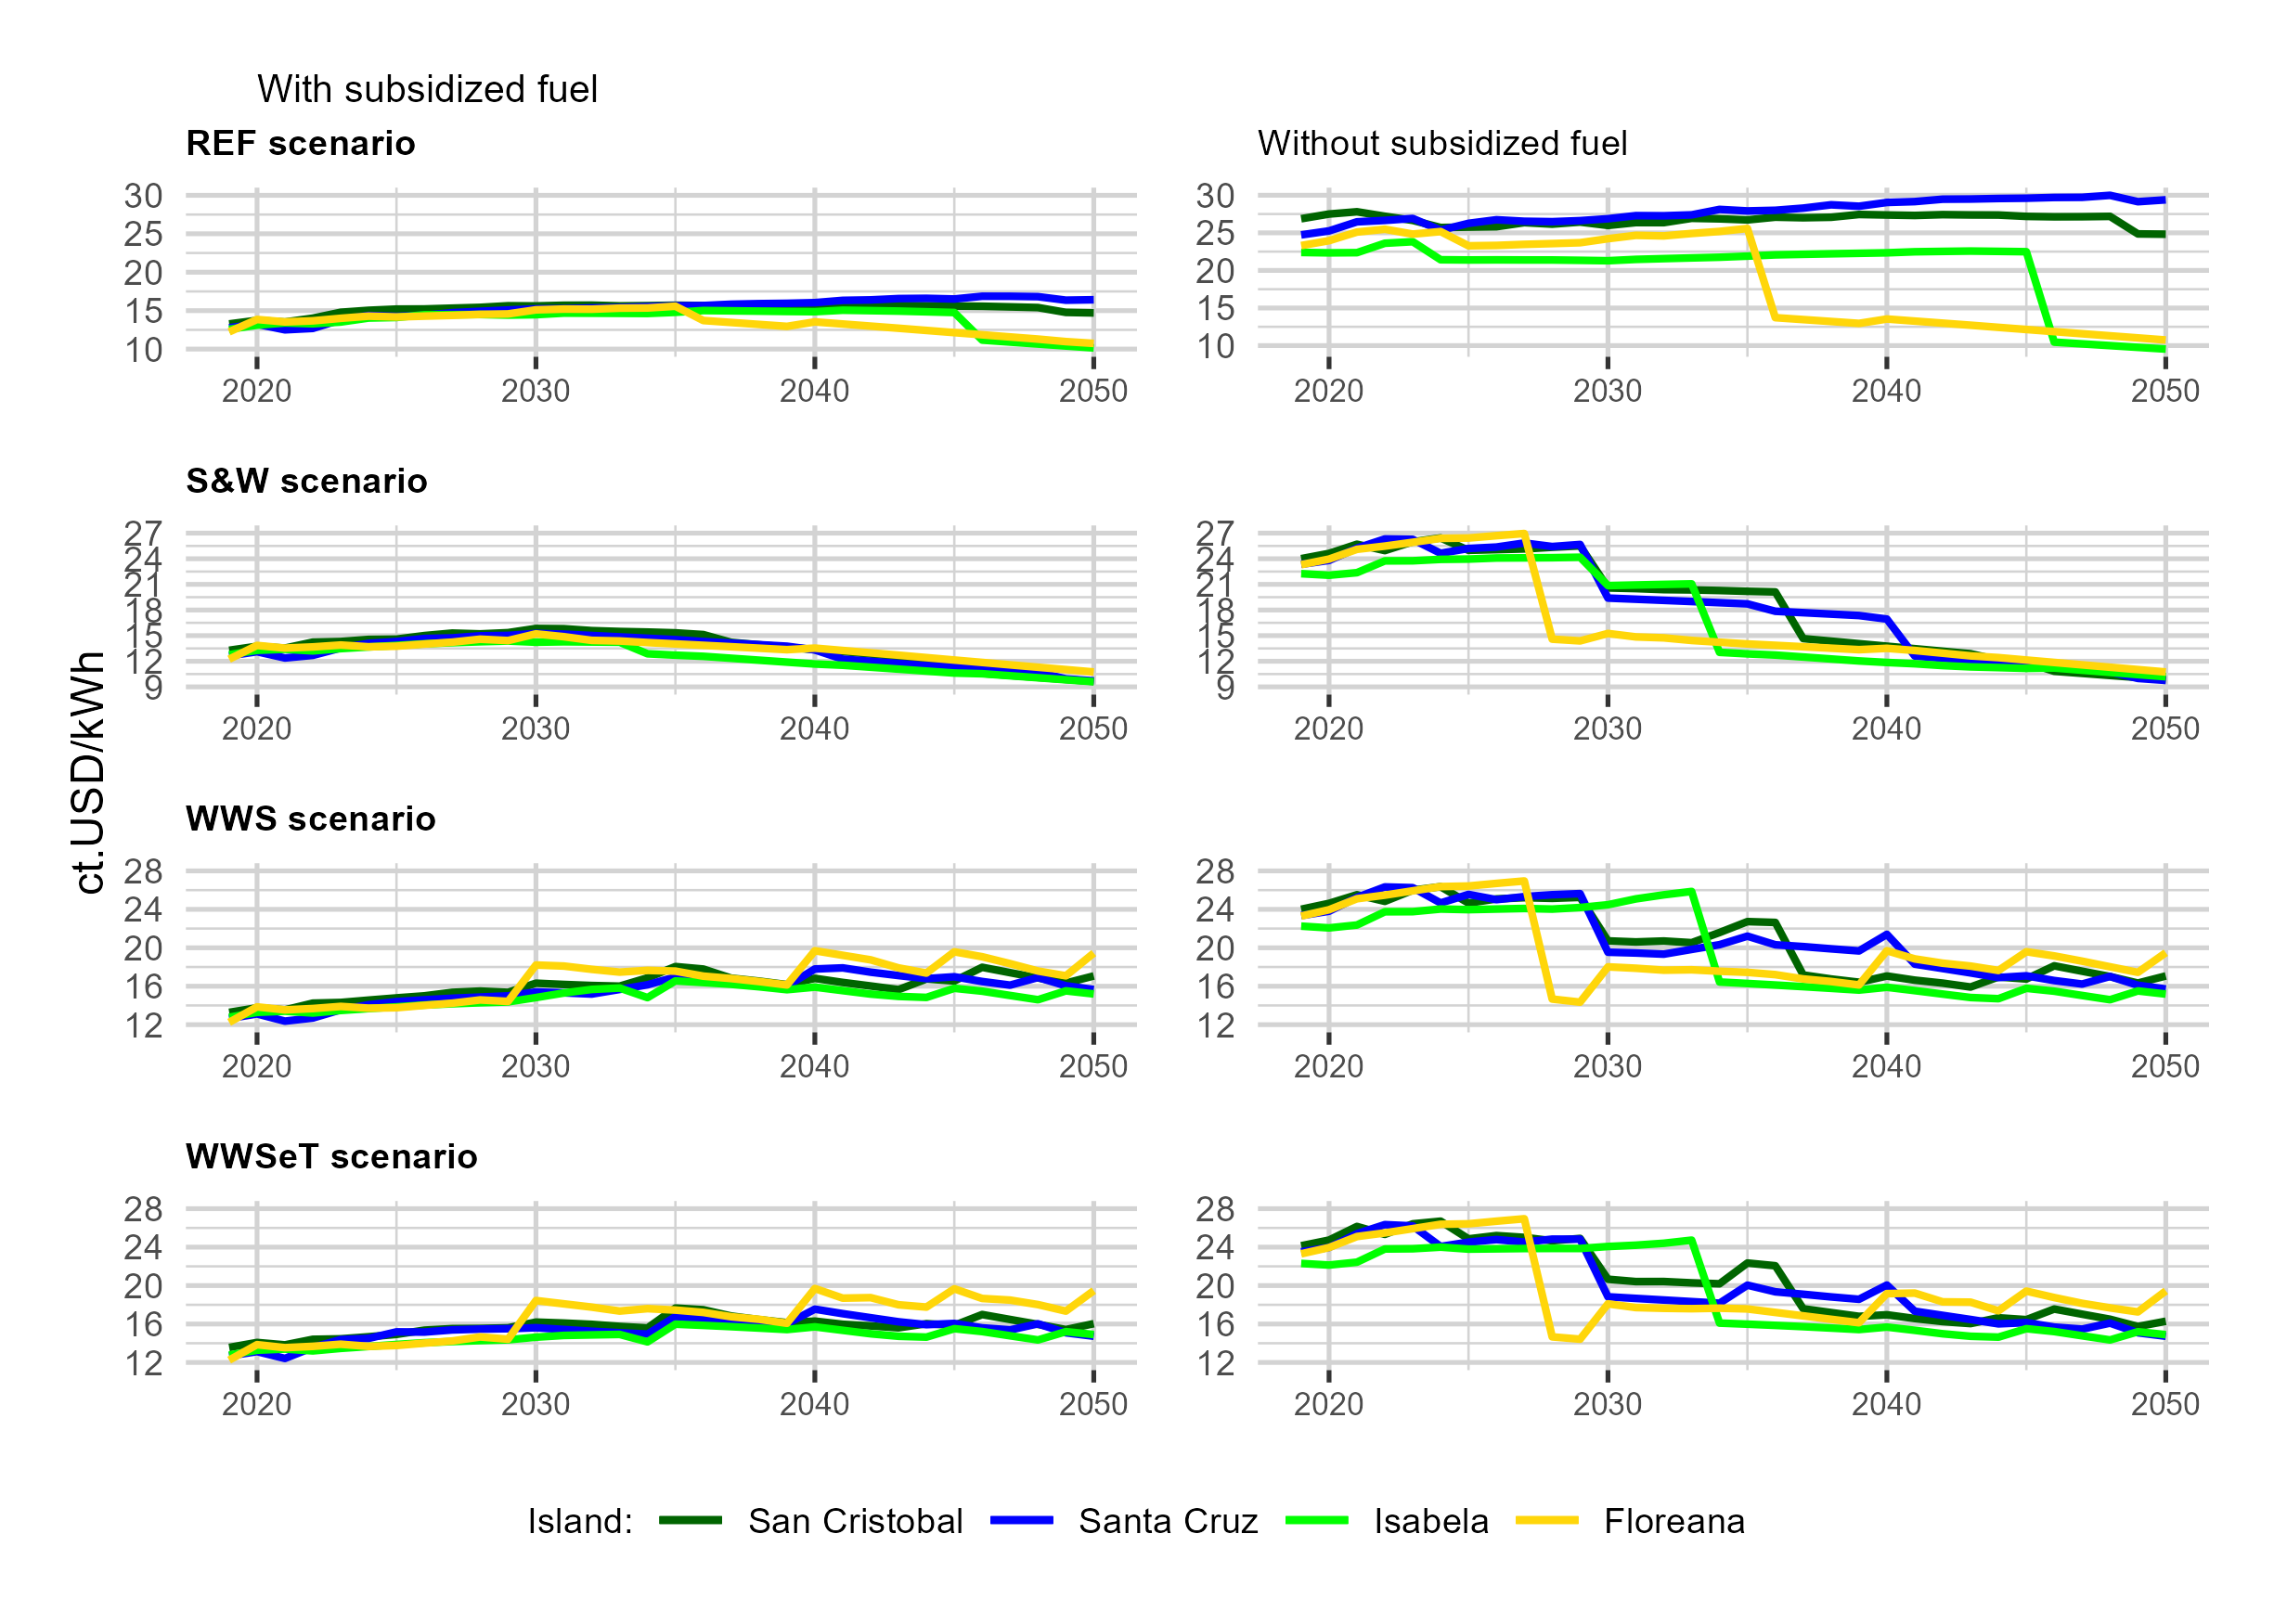 With subsidized fuel
REF scenario
Without subsidized fuel
30
25
20
15
10
2020 2030 2040 2050
30
25
20
15
10
2020 2030 2040 2050
S&W scenario
27
24
21
18
15
12
9
2020 2030 2040 2050
27
24
21
18
15
12
9
2020 2030 2040 2050
ct.USD/kWh
WWS scenario
28
24
20
16
12
2020 2030 2040 2050
28
24
20
16
12
2020 2030 2040 2050
WWSeT scenario
28
24
20
16
12
2020 2030 2040 2050
28
24
20
16
12
2020 2030 2040 2050
Island: San Cristobal Santa Cruz Isabela Floreana